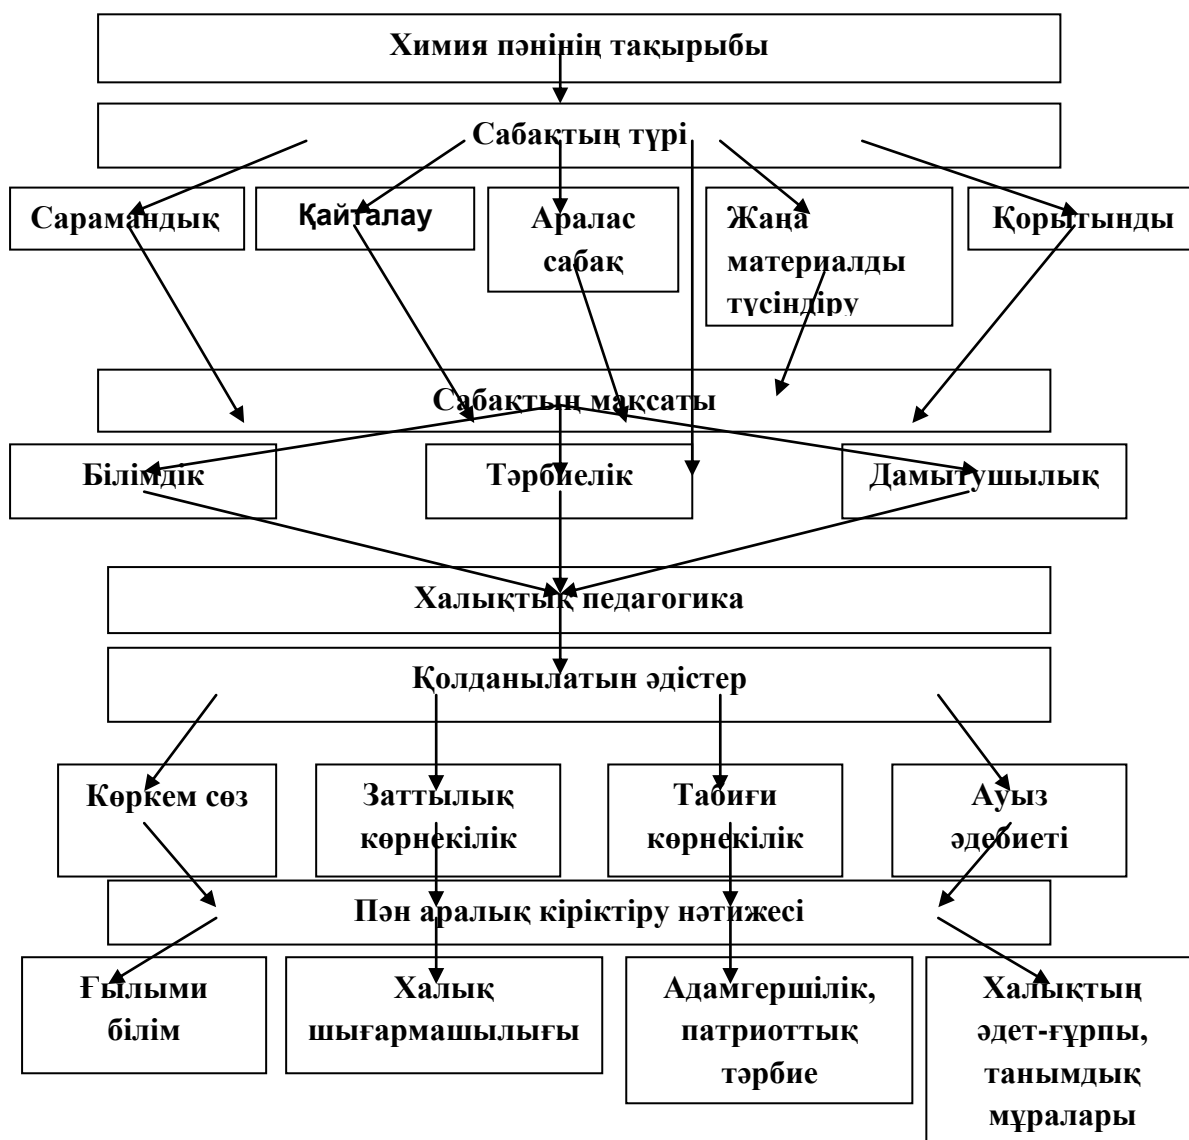 Химия пәнінің тақырыбы
Сабақтың түрі
Сарамандық
Қайталау
Аралас
сабақ
Жаңа
материалды
түсіндіру
Қорытынды
Сабақтың мақсаты
Білімдік
Тәрбиелік
Дамытушылық
Халықтық педагогика
Қолданылатын әдістер
Көркем сөз
Заттылық
көрнекілік
Табиғи
көрнекілік
Ауыз
әдебиеті
Пән аралық кіріктіру нәтижесі
Ғылыми
білім
Халық
шығармашылығы
Адамгершілік,
патриоттық
тәрбие
Халықтың
әдет-ғұрпы,
танымдық
мұралары